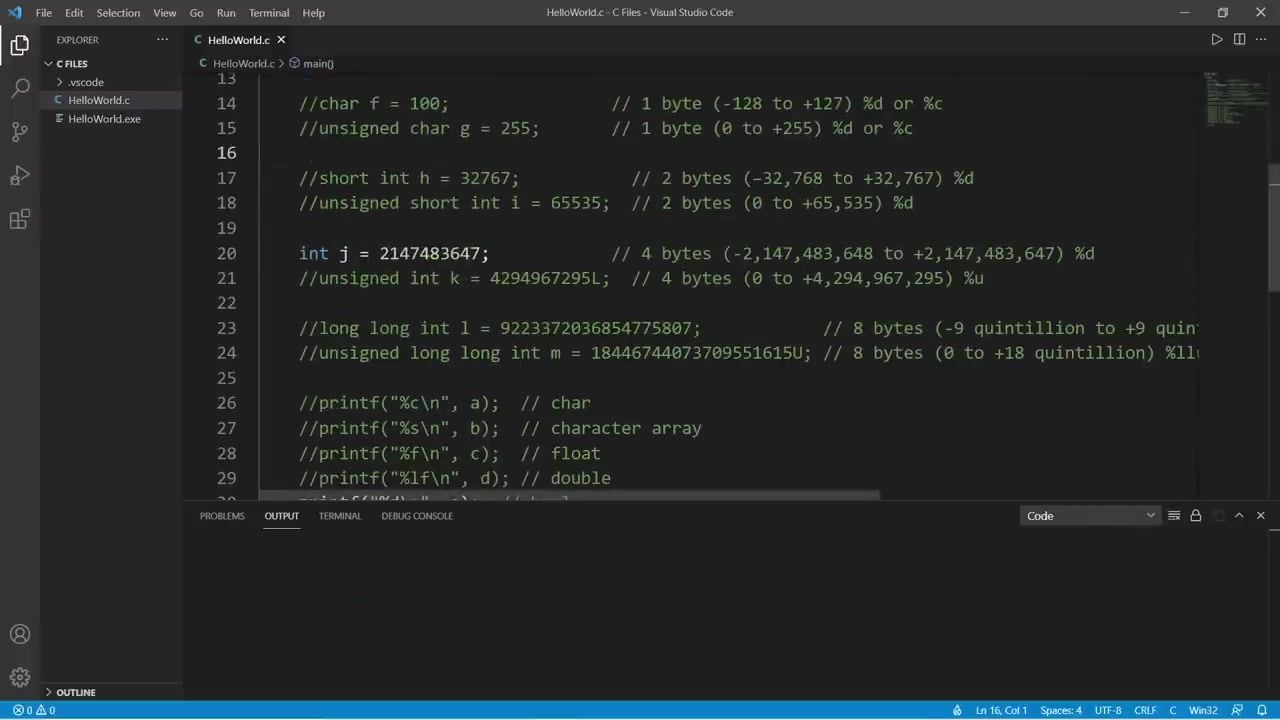 File Edit Selection View Go Run Terminal Help HelloWorld.c - C Files - Visual Studio Code
EXPLORER ···
C FILES
.vscode
HelloWorld.c
HelloWorld.exe
OUTLINE
C HelloWorld.c
C HelloWorld.c > main()
13
14 //char f = 100; // 1 byte (-128 to +127) %d or %c
15 //unsigned char g = 255; // 1 byte (0 to +255) %d or %c
16
17 //short int h = 32767; // 2 bytes (−32,768 to +32,767) %d
18 //unsigned short int i = 65535; // 2 bytes (0 to +65,535) %d
19
20 int j = 2147483647; // 4 bytes (-2,147,483,648 to +2,147,483,647) %d
21 //unsigned int k = 4294967295L; // 4 bytes (0 to +4,294,967,295) %u
22
23 //long long int l = 9223372036854775807; // 8 bytes (-9 quintillion to +9 quin
24 //unsigned long long int m = 18446744073709551615U; // 8 bytes (0 to +18 quintillion) %llu
25
26 //printf("%c\n", a); // char
27 //printf("%s\n", b); // character array
28 //printf("%f\n", c); // float
29 //printf("%lf\n", d); // double
PROBLEMS OUTPUT TERMINAL DEBUG CONSOLE Code
0 0 Ln 16, Col 1 Spaces: 4 UTF-8 CRLF C Win32